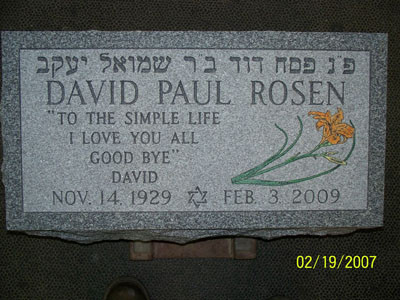 פ״נ פסח דוד ב״ר שמואל יעקב
DAVID PAUL ROSEN
"TO THE SIMPLE LIFE
I LOVE YOU ALL
GOOD BYE"
DAVID
NOV. 14, 1929 ✡ FEB. 3, 2009
02/19/2007